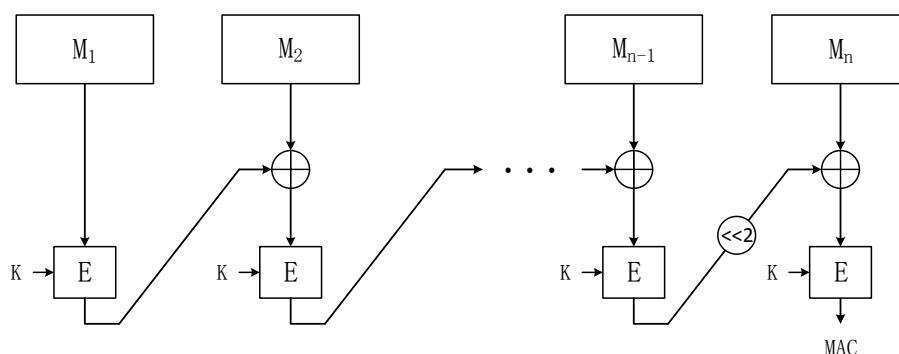 M₁ M₂ Mₙ₋₁ Mₙ
. . .
<<2
K E K E K E K E
MAC